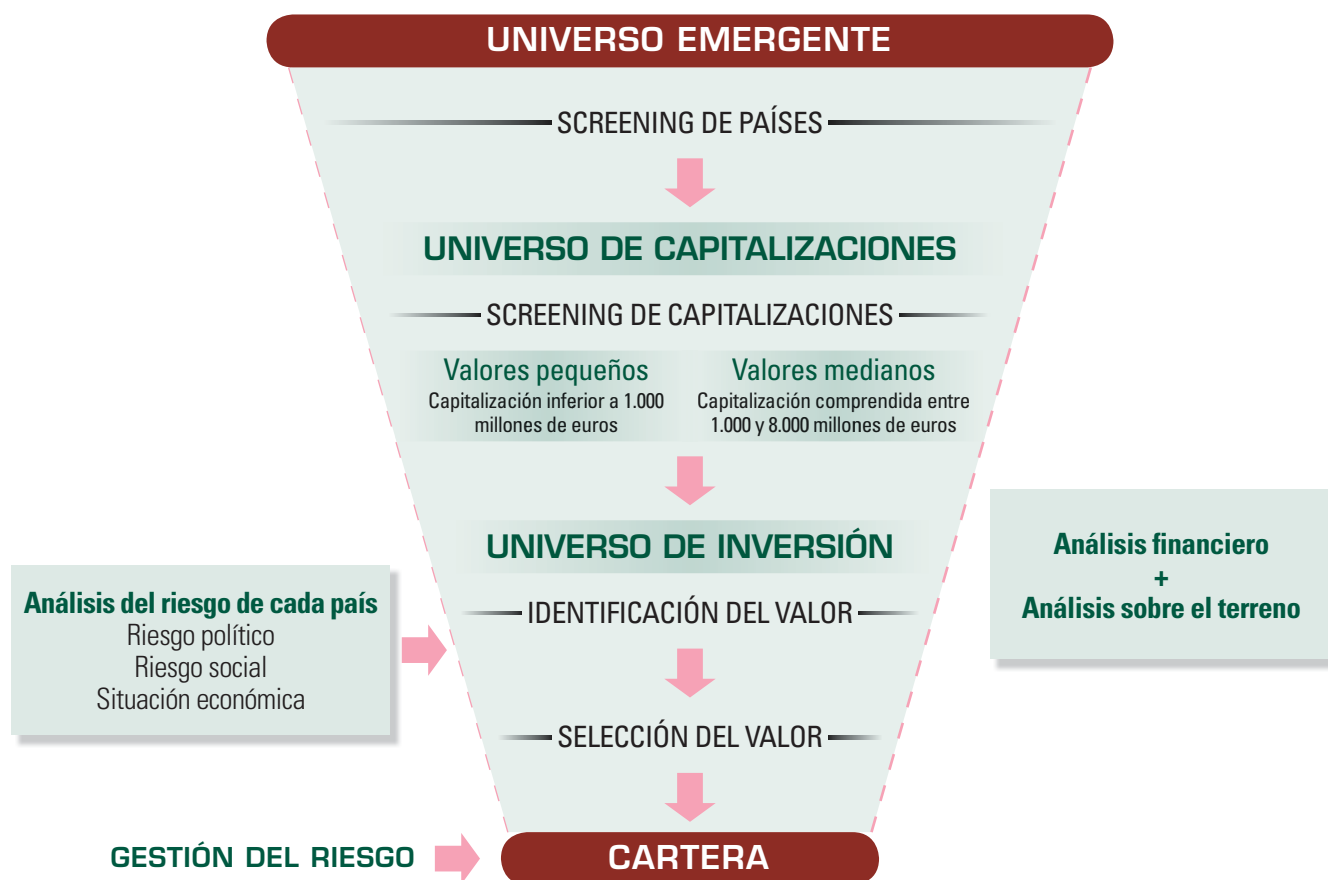 UNIVERSO EMERGENTE
SCREENING DE PAÍSES
UNIVERSO DE CAPITALIZACIONES
SCREENING DE CAPITALIZACIONES
Valores pequeños
Capitalización inferior a 1.000
millones de euros
Valores medianos
Capitalización comprendida entre
1.000 y 8.000 millones de euros
UNIVERSO DE INVERSIÓN
Análisis financiero
+
Análisis sobre el terreno
Análisis del riesgo de cada país
Riesgo político
Riesgo social
Situación económica
IDENTIFICACIÓN DEL VALOR
SELECCIÓN DEL VALOR
GESTIÓN DEL RIESGO
CARTERA